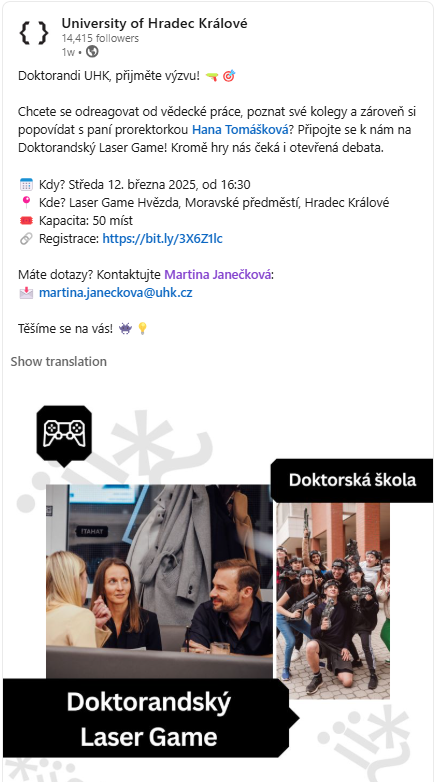 University of Hradec Králové
14,415 followers
1w •
Doktorandi UHK, přijměte výzvu! 🔫 🎯
Chcete se odreagovat od vědecké práce, poznat své kolegy a zároveň si
popovídat s paní prorektorkou Hana Tomášková? Připojte se k nám na
Doktorandský Laser Game! Kromě hry nás čeká i otevřená debata.
📅 Kdy? Středa 12. března 2025, od 16:30
📍 Kde? Laser Game Hvězda, Moravské předměstí, Hradec Králové
🎟️ Kapacita: 50 míst
🔗 Registrace: https://bit.ly/3X6Z1lc
Máte dotazy? Kontaktujte Martina Janečková:
📩 martina.janeckova@uhk.cz
Těšíme se na vás! 👾 💡
Show translation
Doktorská škola
TAHATI
Doktorandský
Laser Game